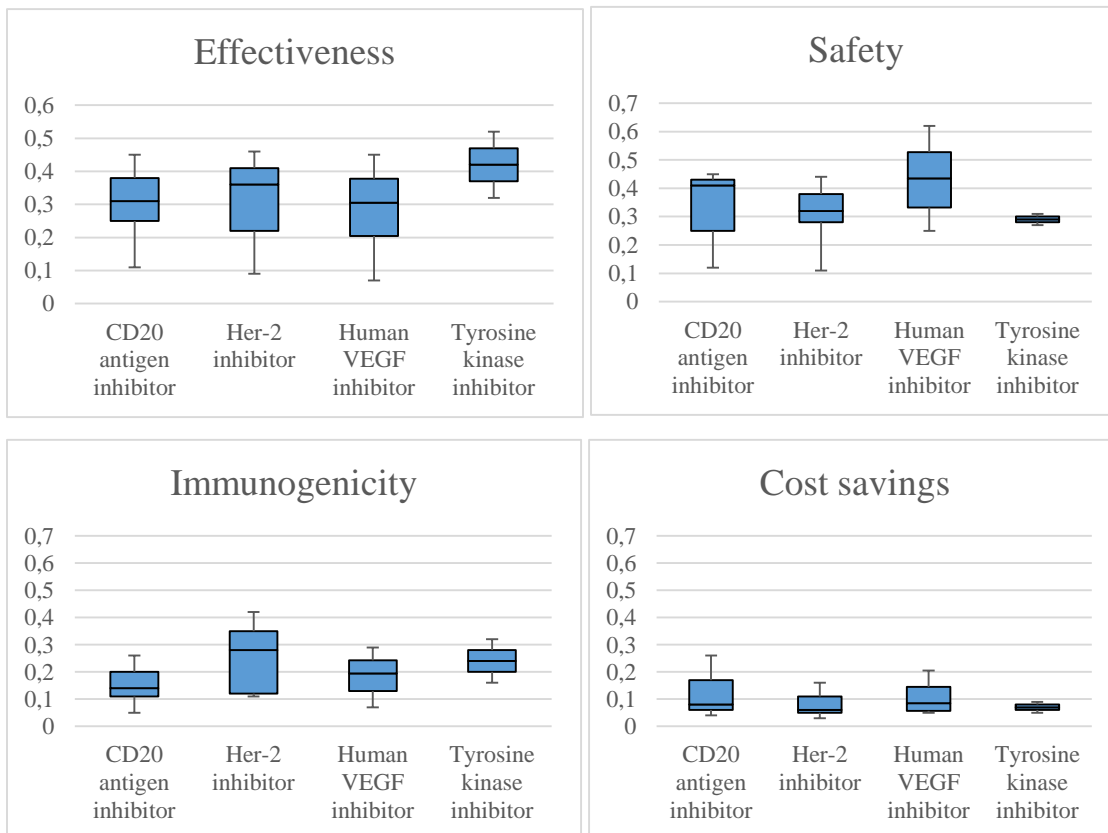 Effectiveness
0,6
0,5
0,4
0,3
0,2
0,1
0
CD20
antigen
inhibitor
Her-2
inhibitor
Human
VEGF
inhibitor
Tyrosine
kinase
inhibitor
Safety
0,7
0,6
0,5
0,4
0,3
0,2
0,1
0
CD20
antigen
inhibitor
Her-2
inhibitor
Human
VEGF
inhibitor
Tyrosine
kinase
inhibitor
Immunogenicity
0,7
0,6
0,5
0,4
0,3
0,2
0,1
0
CD20
antigen
inhibitor
Her-2
inhibitor
Human
VEGF
inhibitor
Tyrosine
kinase
inhibitor
Cost savings
0,7
0,6
0,5
0,4
0,3
0,2
0,1
0
CD20
antigen
inhibitor
Her-2
inhibitor
Human
VEGF
inhibitor
Tyrosine
kinase
inhibitor